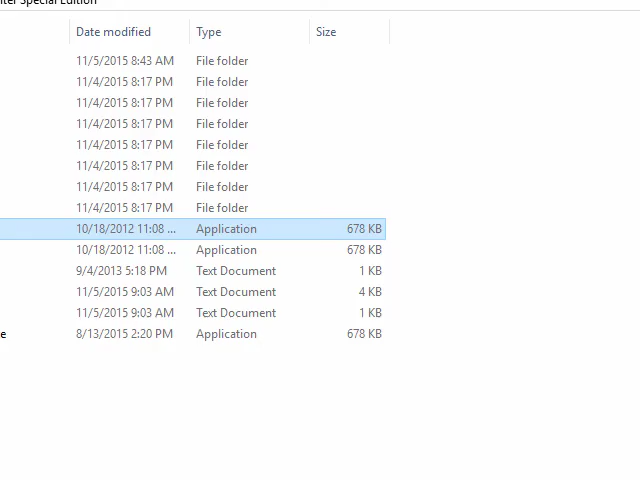 Special Edition
Date modified Type Size
11/5/2015 8:43 AM File folder
11/4/2015 8:17 PM File folder
11/4/2015 8:17 PM File folder
11/4/2015 8:17 PM File folder
11/4/2015 8:17 PM File folder
11/4/2015 8:17 PM File folder
11/4/2015 8:17 PM File folder
11/4/2015 8:17 PM File folder
10/18/2012 11:08 ... Application 678 KB
10/18/2012 11:08 ... Application 678 KB
9/4/2013 5:18 PM Text Document 1 KB
11/5/2015 9:03 AM Text Document 4 KB
11/5/2015 9:03 AM Text Document 1 KB
e 8/13/2015 2:20 PM Application 678 KB